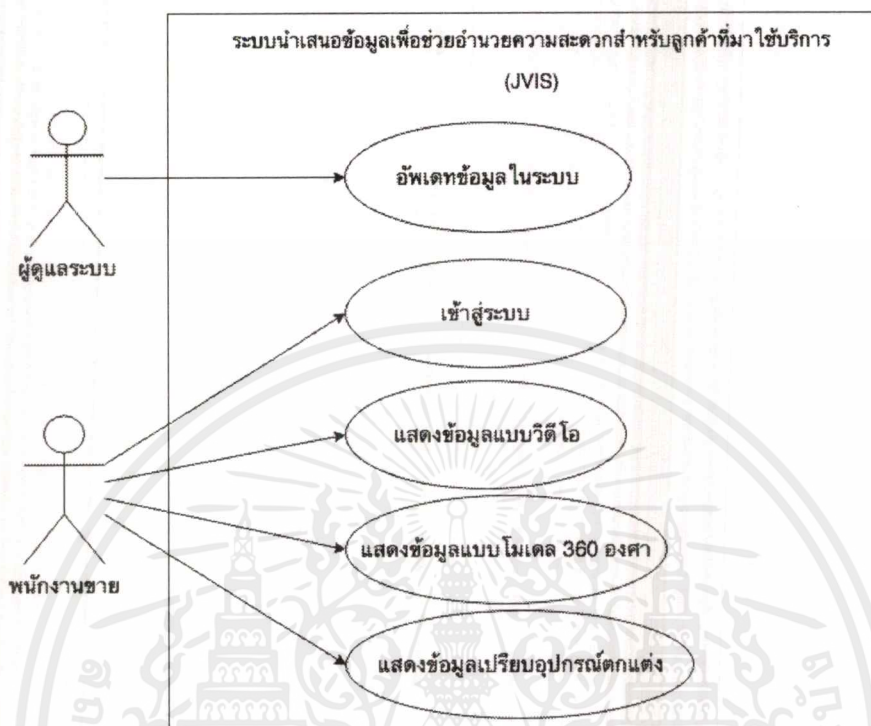 ระบบนำเสนอข้อมูลเพื่อช่วยอำนวยความสะดวกสำหรับลูกค้าที่มาใช้บริการ
(JVIS)
อัพเดทข้อมูลในระบบ
ผู้ดูแลระบบ
เข้าสู่ระบบ
แสดงข้อมูลแบบวิดีโอ
แสดงข้อมูลแบบโมเดล 360 องศา
พนักงานขาย
แสดงข้อมูลเปรียบอุปกรณ์ตกแต่ง